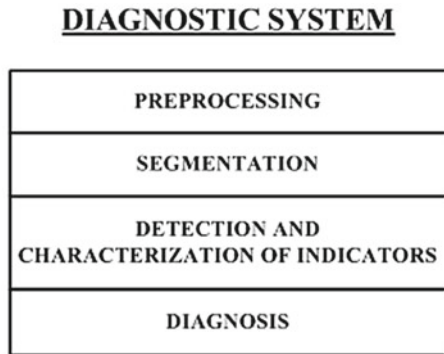 DIAGNOSTIC SYSTEM
PREPROCESSING
SEGMENTATION
DETECTION AND
CHARACTERIZATION OF INDICATORS
DIAGNOSIS